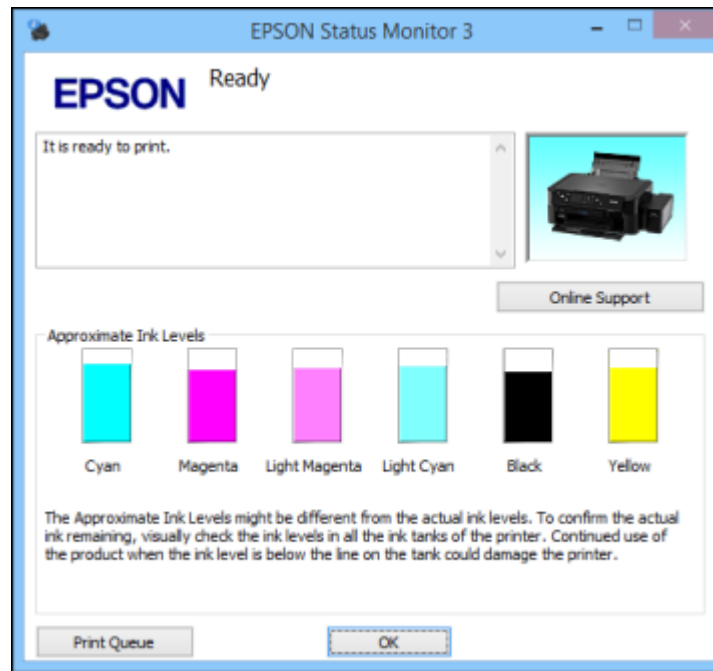 EPSON Status Monitor 3
EPSON
Ready
It is ready to print.
Online Support
Approximate Ink Levels
Cyan Magenta Light Magenta Light Cyan Black Yellow
The Approximate Ink Levels might be different from the actual ink levels. To confirm the actual
ink remaining, visually check the ink levels in all the ink tanks of the printer. Continued use of
the product when the ink level is below the line on the tank could damage the printer.
Print Queue OK